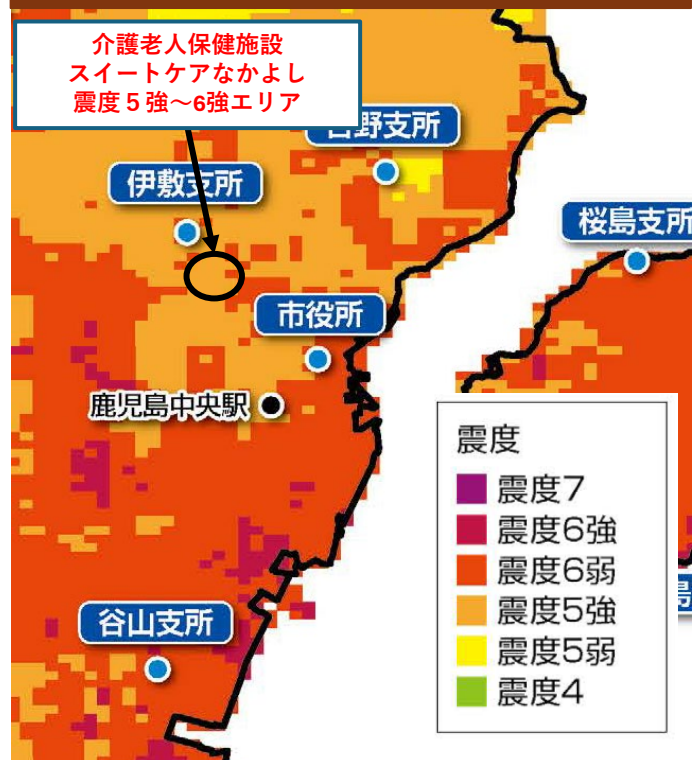 介護老人保健施設
スイートケアなかよし
震度５強～6強エリア
野支所
伊敷支所
桜島支所
市役所
鹿児島中央駅
震度
震度7
震度6強
震度6弱
震度5強
震度5弱
震度4
谷山支所